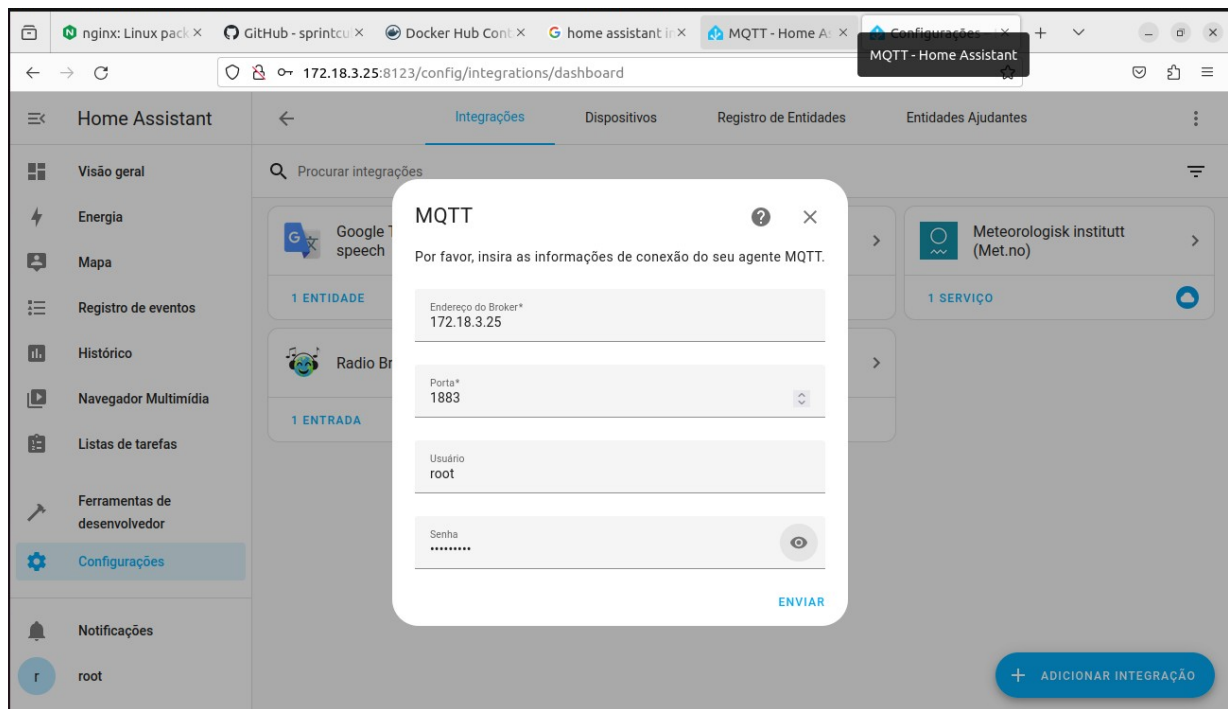 nginx: Linux pack
GitHub - sprintcu
Docker Hub Cont
home assistant i
MQTT - Home As
Configurações
MQTT - Home Assistant
172.18.3.25:8123/config/integrations/dashboard
Home Assistant
Integrações
Dispositivos
Registro de Entidades
Entidades Ajudantes
Visão geral
Energia
Mapa
Registro de eventos
Histórico
Navegador Multimídia
Listas de tarefas
Ferramentas de
desenvolvedor
Configurações
Notificações
r
root
Procurar integrações
Google T
speech
1 ENTIDADE
Radio Br
1 ENTRADA
Meteorologisk institutt
(Met.no)
1 SERVIÇO
MQTT
Por favor, insira as informações de conexão do seu agente MQTT.
Endereço do Broker*
172.18.3.25
Porta*
1883
Usuário
root
Senha
•••••••••
ENVIAR
ADICIONAR INTEGRAÇÃO